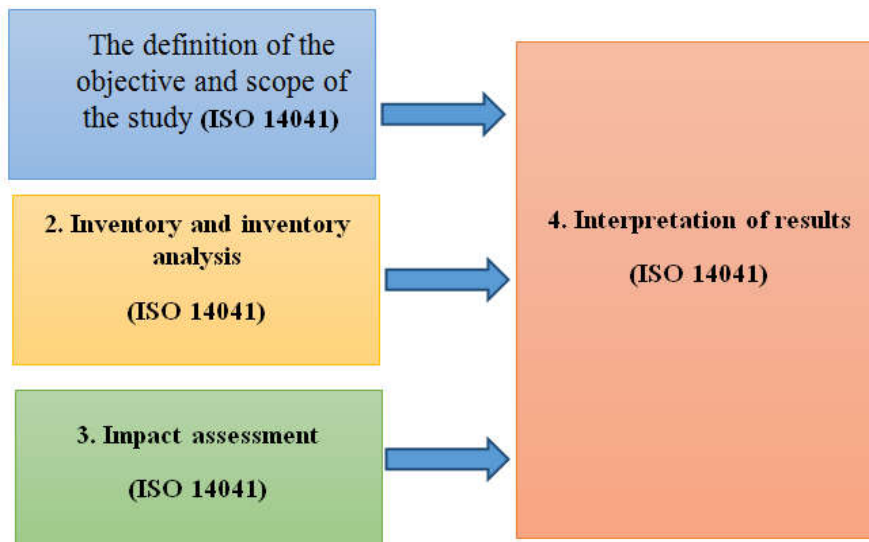 The definition of the
objective and scope of
the study (ISO 14041)
2. Inventory and inventory
analysis
(ISO 14041)
3. Impact assessment
(ISO 14041)
4. Interpretation of results
(ISO 14041)